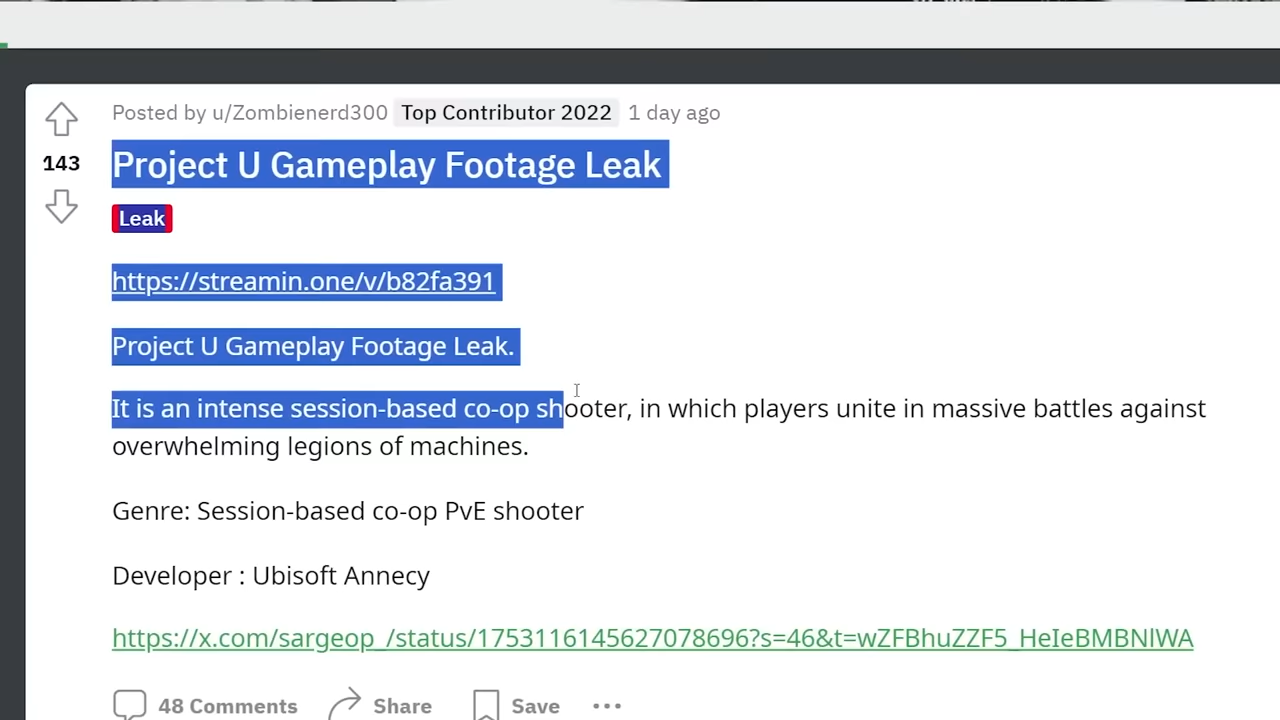 Posted by u/Zombienerd300 Top Contributor 2022 1 day ago
143
Project U Gameplay Footage Leak
Leak
https://streamin.one/v/b82fa391
Project U Gameplay Footage Leak.
It is an intense session-based co-op shooter, in which players unite in massive battles against
overwhelming legions of machines.
Genre: Session-based co-op PvE shooter
Developer : Ubisoft Annecy
https://x.com/sargeop_/status/1753116145627078696?s=46&t=wZFBhuZZF5_HeIeBMBNlWA
48 Comments Share Save